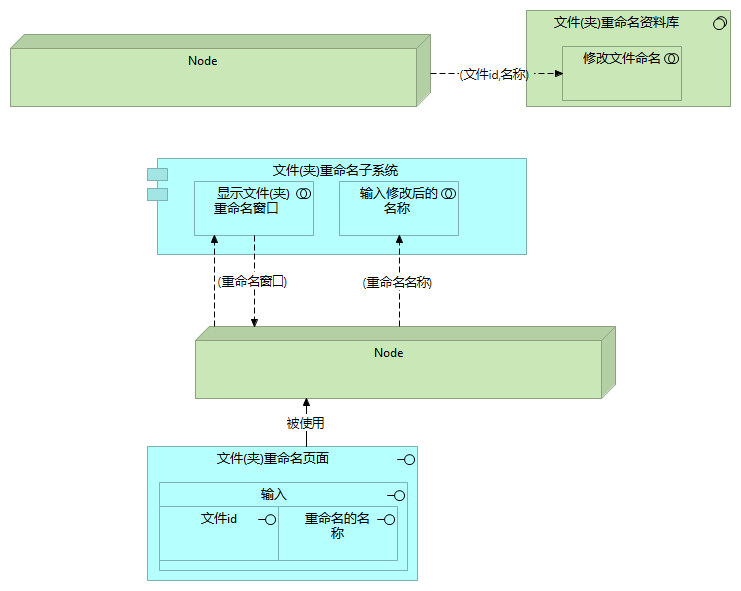 文件(夹)重命名资料库
Node
修改文件命名
(文件id,名称)
文件(夹)重命名子系统
显示文件(夹)
重命名窗口
输入修改后的
名称
(重命名窗口)
(重命名名称)
Node
被使用
文件(夹)重命名页面
输入
文件id
重命名的名
称